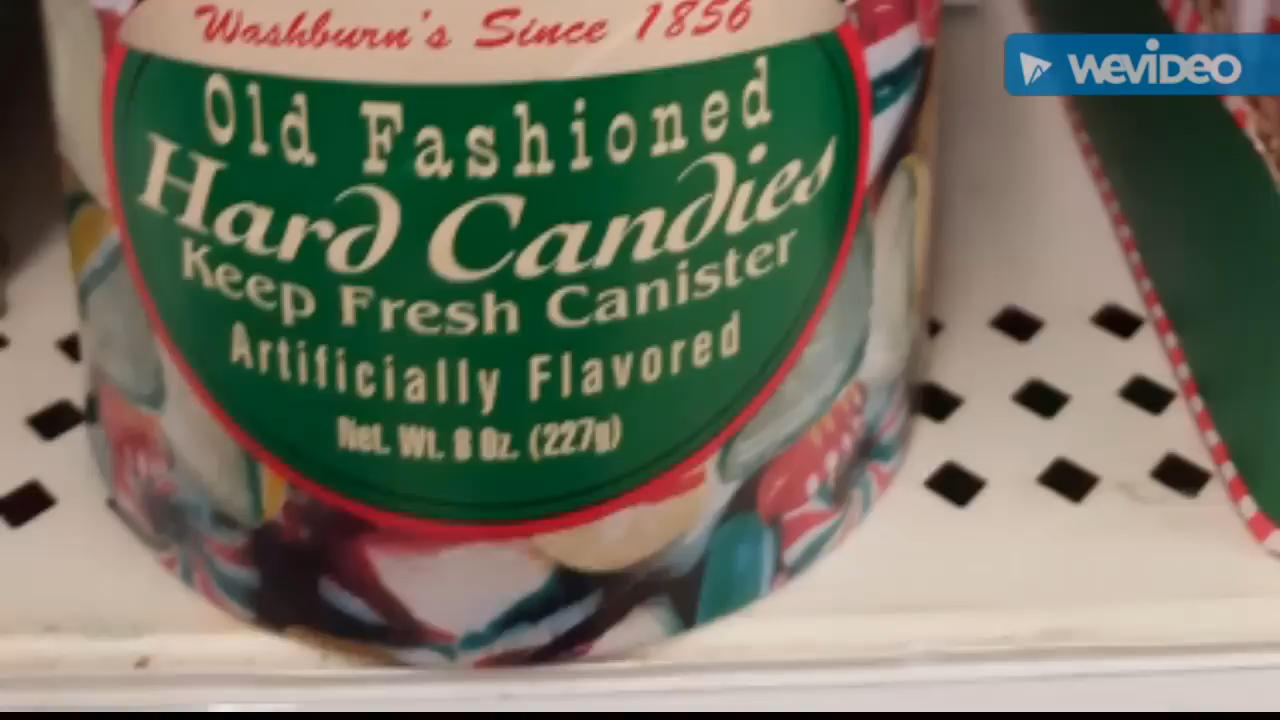 Washburn's Since 1856
WEVIDEO
Old Fashioned
Hard Candies
Keep Fresh Canister
Artificially Flavored
Net. Wt. 8 Oz. (227g)